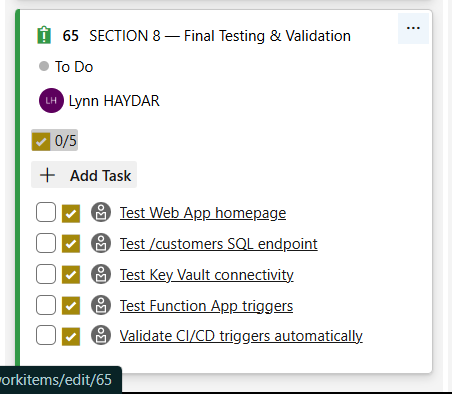 65 SECTION 8 — Final Testing & Validation
...
To Do
LH Lynn HAYDAR
0/5
+ Add Task
Test Web App homepage
Test /customers SQL endpoint
Test Key Vault connectivity
Test Function App triggers
Validate CI/CD triggers automatically
orkitems/edit/65